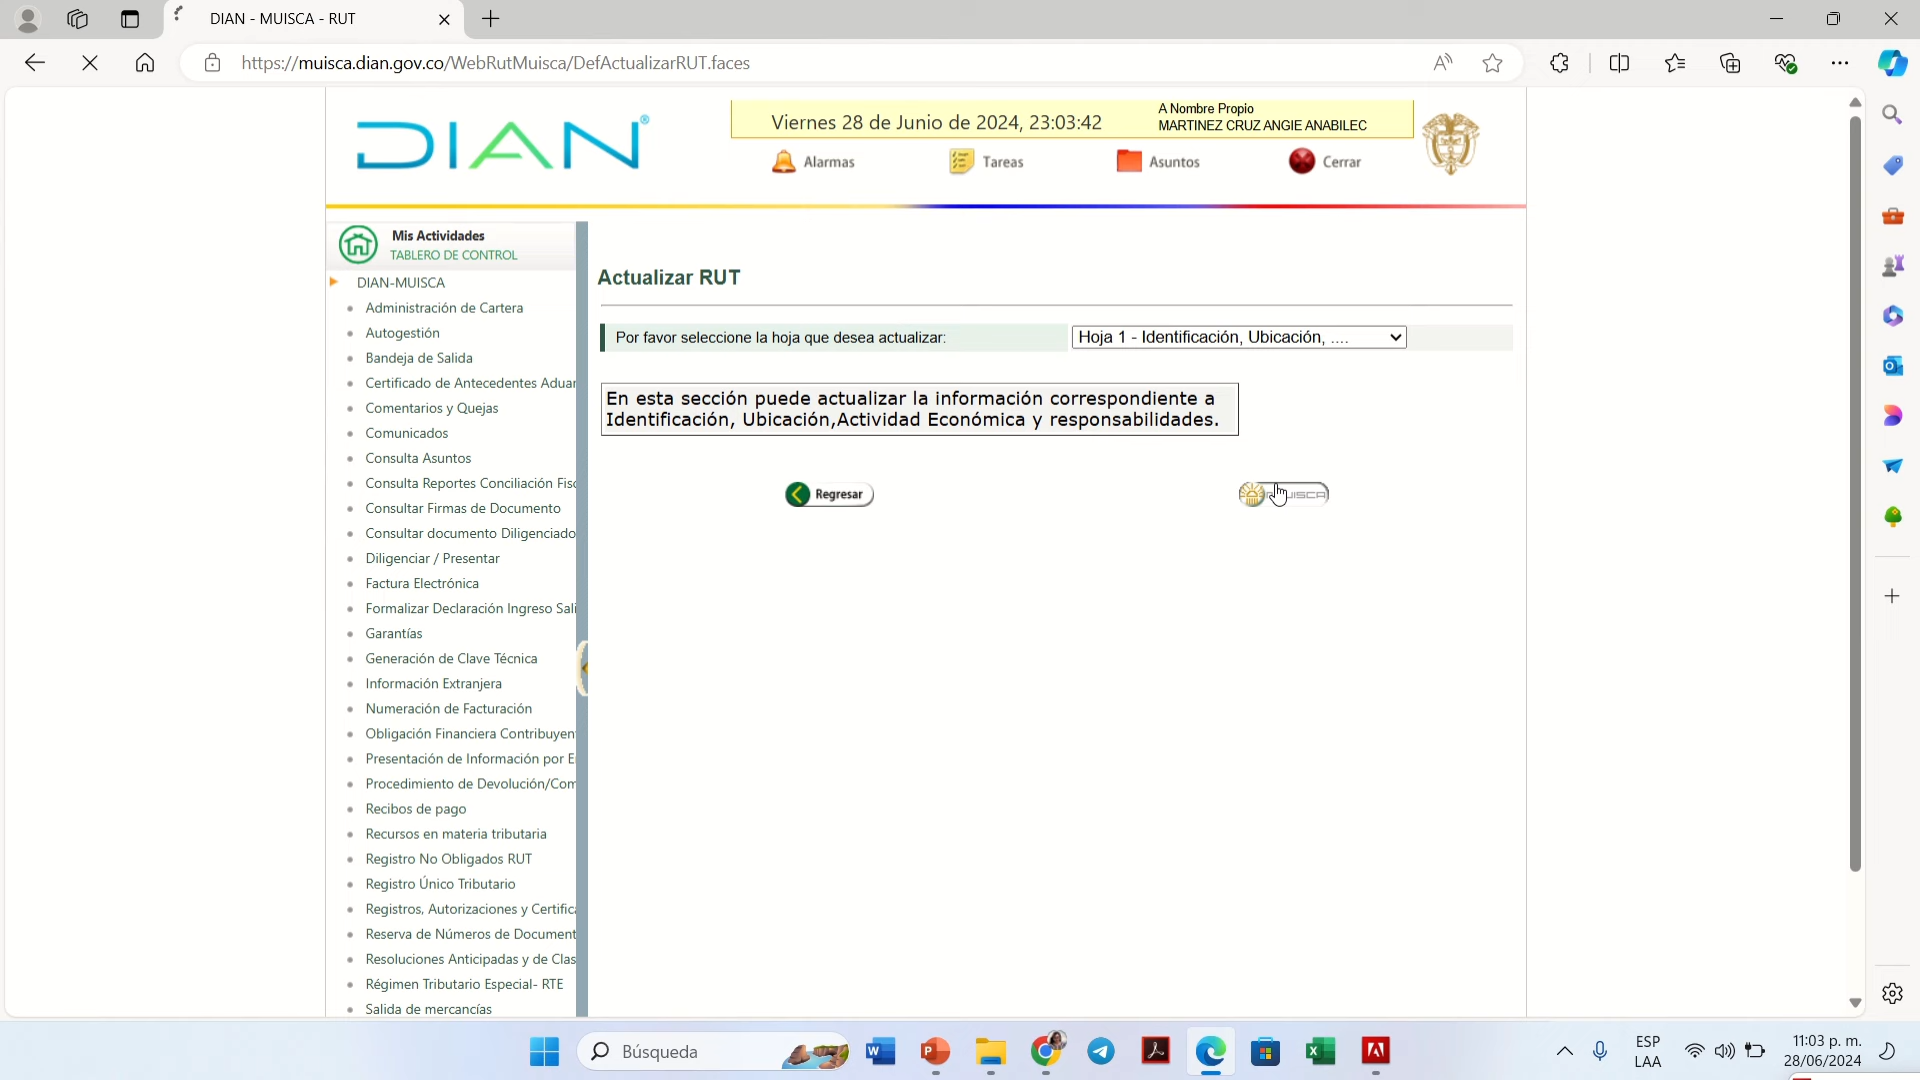 DIAN - MUISCA - RUT
https://muisca.dian.gov.co/WebRutMuisca/DefActualizarRUT.faces
DIAN
Viernes 28 de Junio de 2024, 23:03:42
A Nombre Propio
MARTINEZ CRUZ ANGIE ANABILEC
Alarmas
Tareas
Asuntos
Cerrar
Mis Actividades
TABLERO DE CONTROL
DIAN-MUISCA
Administración de Cartera
Autogestión
Bandeja de Salida
Certificado de Antecedentes Aduan
Comentarios y Quejas
Comunicados
Consulta Asuntos
Consulta Reportes Conciliación Fisc
Consultar Firmas de Documento
Consultar documento Diligenciado
Diligenciar / Presentar
Factura Electrónica
Formalizar Declaración Ingreso Sali
Garantías
Generación de Clave Técnica
Información Extranjera
Numeración de Facturación
Obligación Financiera Contribuyent
Presentación de Información por E
Procedimiento de Devolución/Com
Recibos de pago
Recursos en materia tributaria
Registro No Obligados RUT
Registro Único Tributario
Registros, Autorizaciones y Certifica
Reserva de Números de Document
Resoluciones Anticipadas y de Clas
Régimen Tributario Especial- RTE
Salida de mercancías
Actualizar RUT
Por favor seleccione la hoja que desea actualizar:
Hoja 1 - Identificación, Ubicación, ....
En esta sección puede actualizar la información correspondiente a
Identificación, Ubicación,Actividad Económica y responsabilidades.
Regresar
Búsqueda
ESP
LAA
11:03 p. m.
28/06/2024